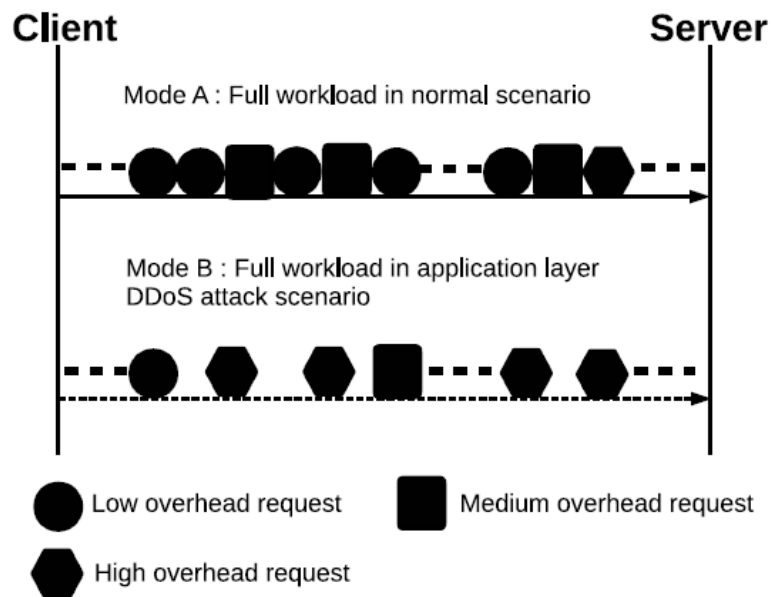 Client
Server
Mode A : Full workload in normal scenario
Mode B : Full workload in application layer
DDoS attack scenario
Low overhead request
Medium overhead request
High overhead request